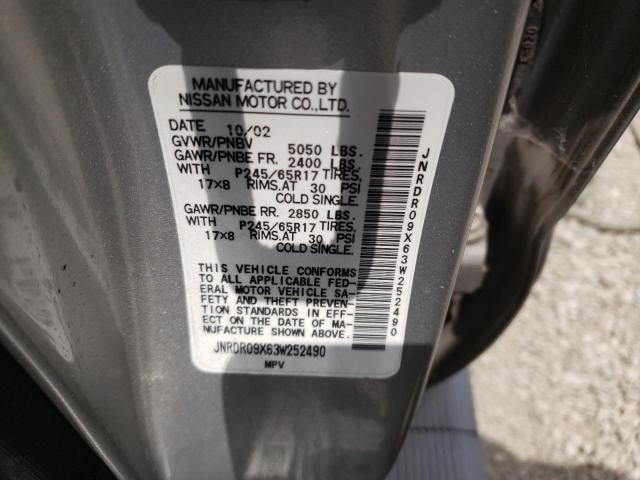 MANUFACTURED BY
NISSAN MOTOR CO.,LTD.
DATE 10/02
GVWR/PNBV 5050 LBS.
GAWR/PNBE FR. 2400 LBS.
WITH P245/65R17 TIRES,
17x8 RIMS,AT 30 PSI
COLD SINGLE.
GAWR/PNBE RR. 2850 LBS.
WITH P245/65R17 TIRES,
17x8 RIMS,AT 30 PSI
COLD SINGLE.
THIS VEHICLE CONFORMS
TO ALL APPLICABLE FED-
ERAL MOTOR VEHICLE SA-
FETY AND THEFT PREVEN-
TION STANDARDS IN EFF-
ECT ON THE DATE OF MA-
NUFACTURE SHOWN ABOVE.
JNRDR09X63W252490
MPV
JNRDR09X63W252490